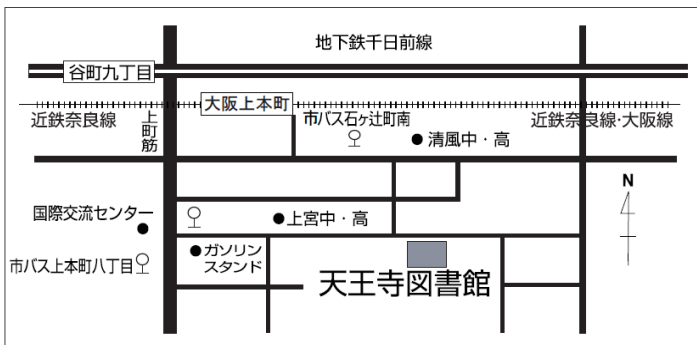 地下鉄千日前線
谷町九丁目
大阪上本町
近鉄奈良線
上町筋
市バス石ヶ辻町南
近鉄奈良線・大阪線
清風中・高
N
国際交流センター
上宮中・高
市バス上本町八丁目
ガソリン
スタンド
天王寺図書館